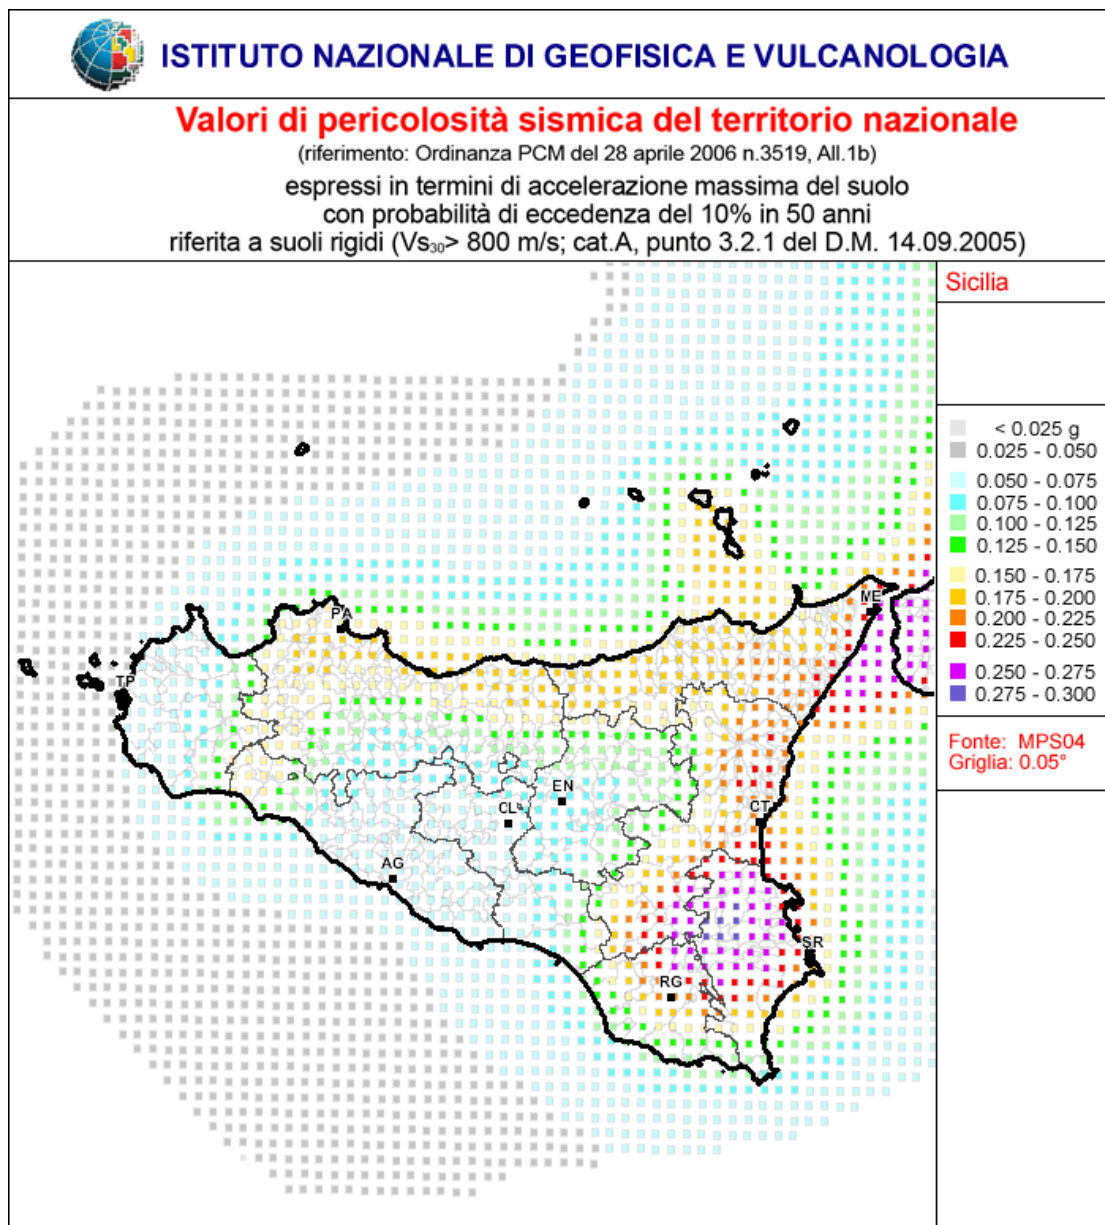 ISTITUTO NAZIONALE DI GEOFISICA E VULCANOLOGIA
Valori di pericolosità sismica del territorio nazionale
(riferimento: Ordinanza PCM del 28 aprile 2006 n.3519, All.1b)
espressi in termini di accelerazione massima del suolo
con probabilità di eccedenza del 10% in 50 anni
riferita a suoli rigidi (Vs30> 800 m/s; cat.A, punto 3.2.1 del D.M. 14.09.2005)
Sicilia
< 0.025 g
0.025 - 0.050
0.050 - 0.075
0.075 - 0.100
0.100 - 0.125
0.125 - 0.150
0.150 - 0.175
0.175 - 0.200
0.200 - 0.225
0.225 - 0.250
0.250 - 0.275
0.275 - 0.300
Fonte: MPS04
Griglia: 0.05°
ME
PA
TP
EN
CL
CT
AG
SR
RG